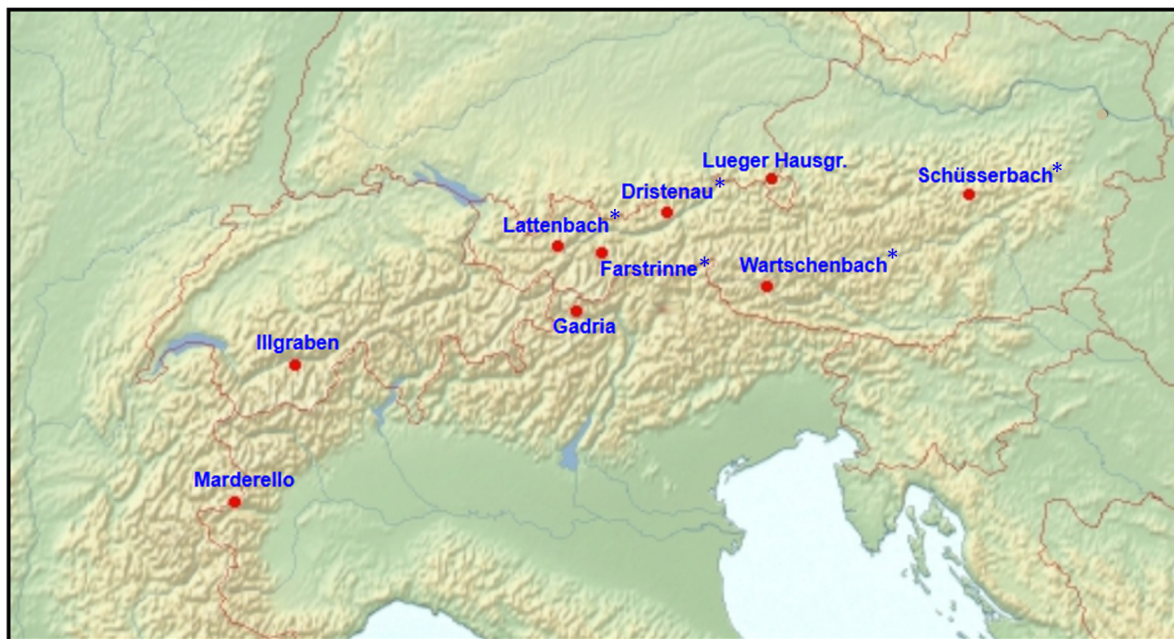 Lueger Hausgr.
Schüsserbach*
Dristenau*
Lattenbach*
Farstrinne*
Wartschenbach*
Gadria
Illgraben
Marderello